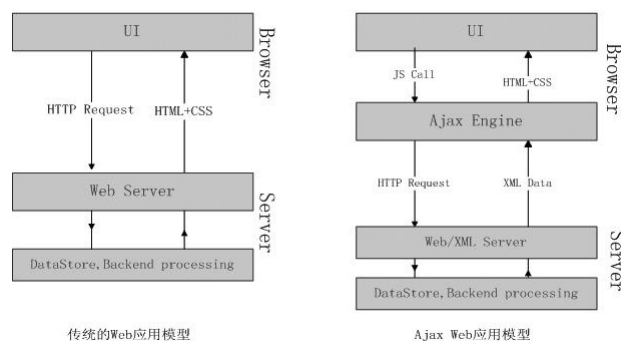 UI
Browser
HTTP Request
HTML+CSS
Web Server
Server
DataStore,Backend processing
传统的Web应用模型
UI
Browser
JS Call
HTML+CSS
Ajax Engine
HTTP Request
XML Data
Web/XML Server
Server
DataStore,Backend processing
Ajax Web应用模型